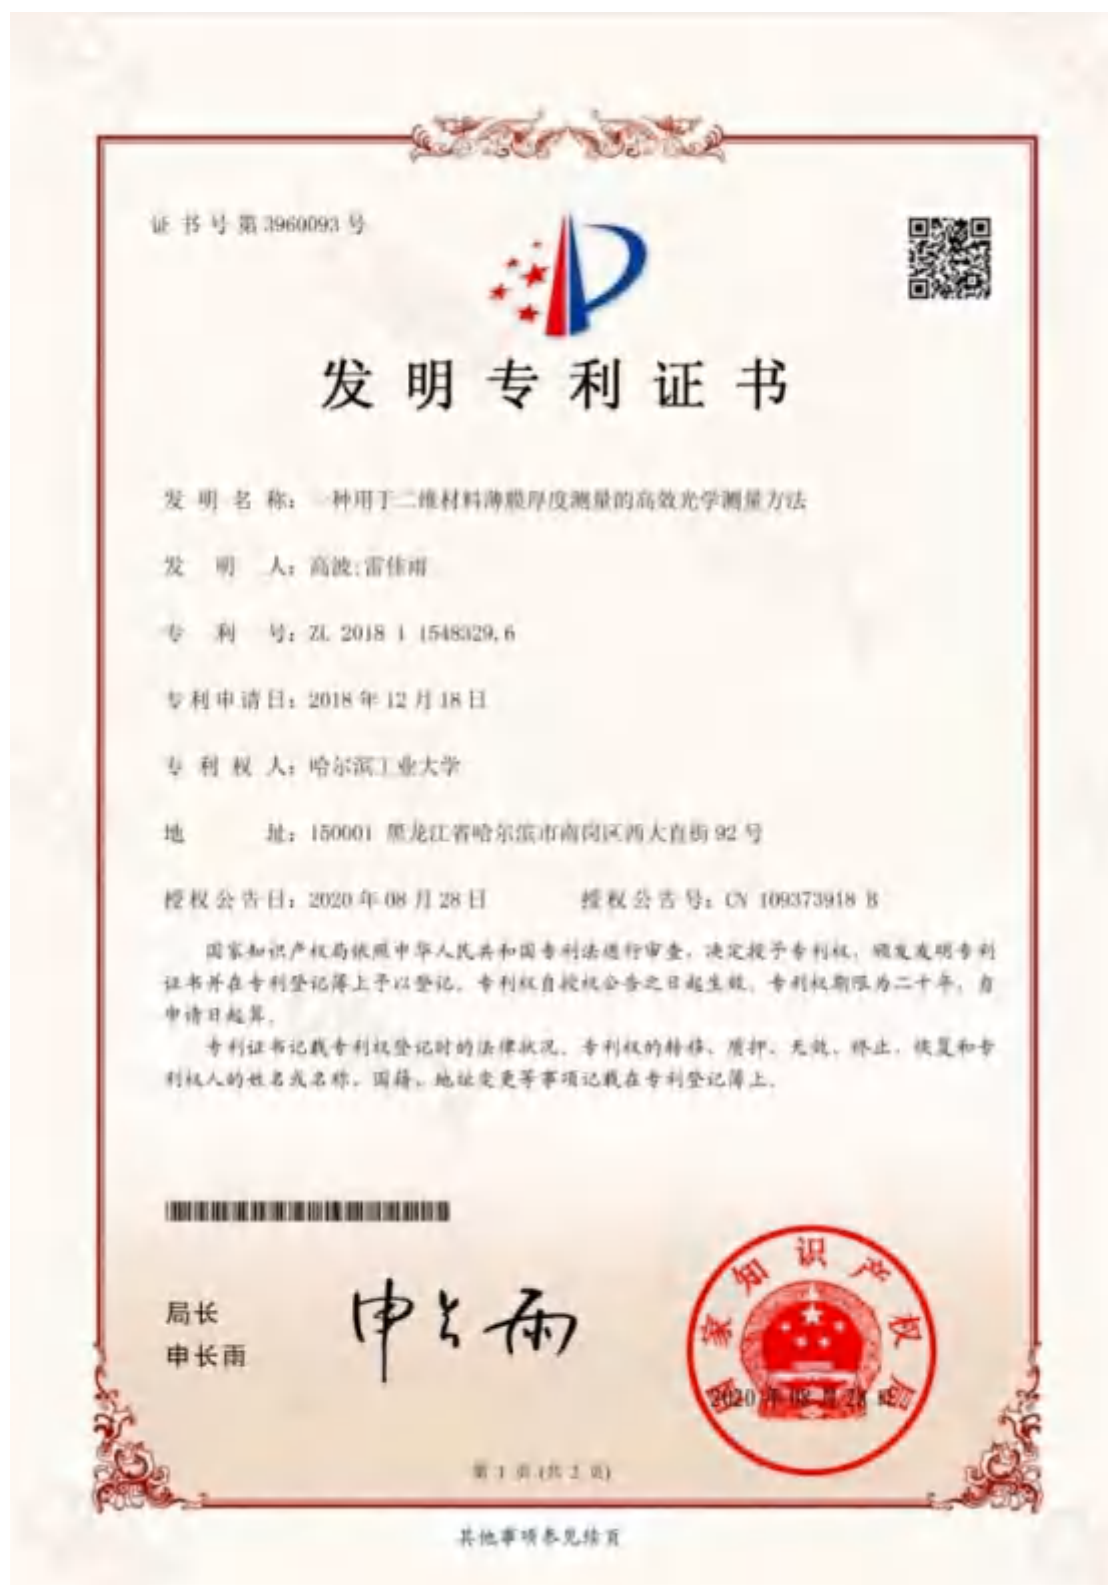 证书号第3960093号
发明专利证书
发明名称：一种用于二维材料薄膜厚度测量的高效光学测量方法
发明人：高波;雷佳雨
专利号：ZL 2018 1 1548329.6
专利申请日：2018年12月18日
专利权人：哈尔滨工业大学
地址：150001 黑龙江省哈尔滨市南岗区西大直街92号
授权公告日：2020年08月28日 授权公告号：CN 109373918 B
国家知识产权局依照中华人民共和国专利法进行审查，决定授予专利权，颁发发明专利
证书并在专利登记簿上予以登记。专利权自授权公告之日起生效。专利权期限为二十年，自
申请日起算。
专利证书记载专利权登记时的法律状况。专利权的转移、质押、无效、终止、恢复和专
利权人的姓名或名称、国籍、地址变更等事项记载在专利登记簿上。
局长
申长雨
申长雨
国家知识产权局
2020年08月28日
第1页(共2页)
其他事项参见续页